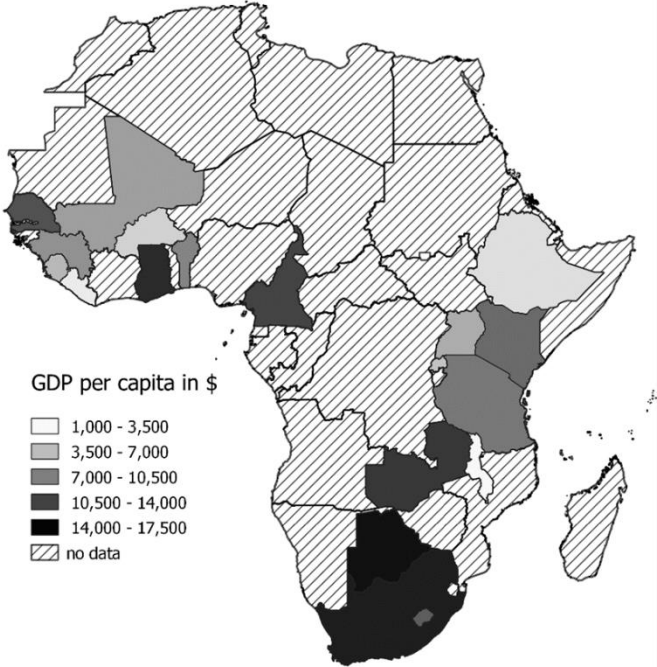 GDP per capita in $
1,000 - 3,500
3,500 - 7,000
7,000 - 10,500
10,500 - 14,000
14,000 - 17,500
no data